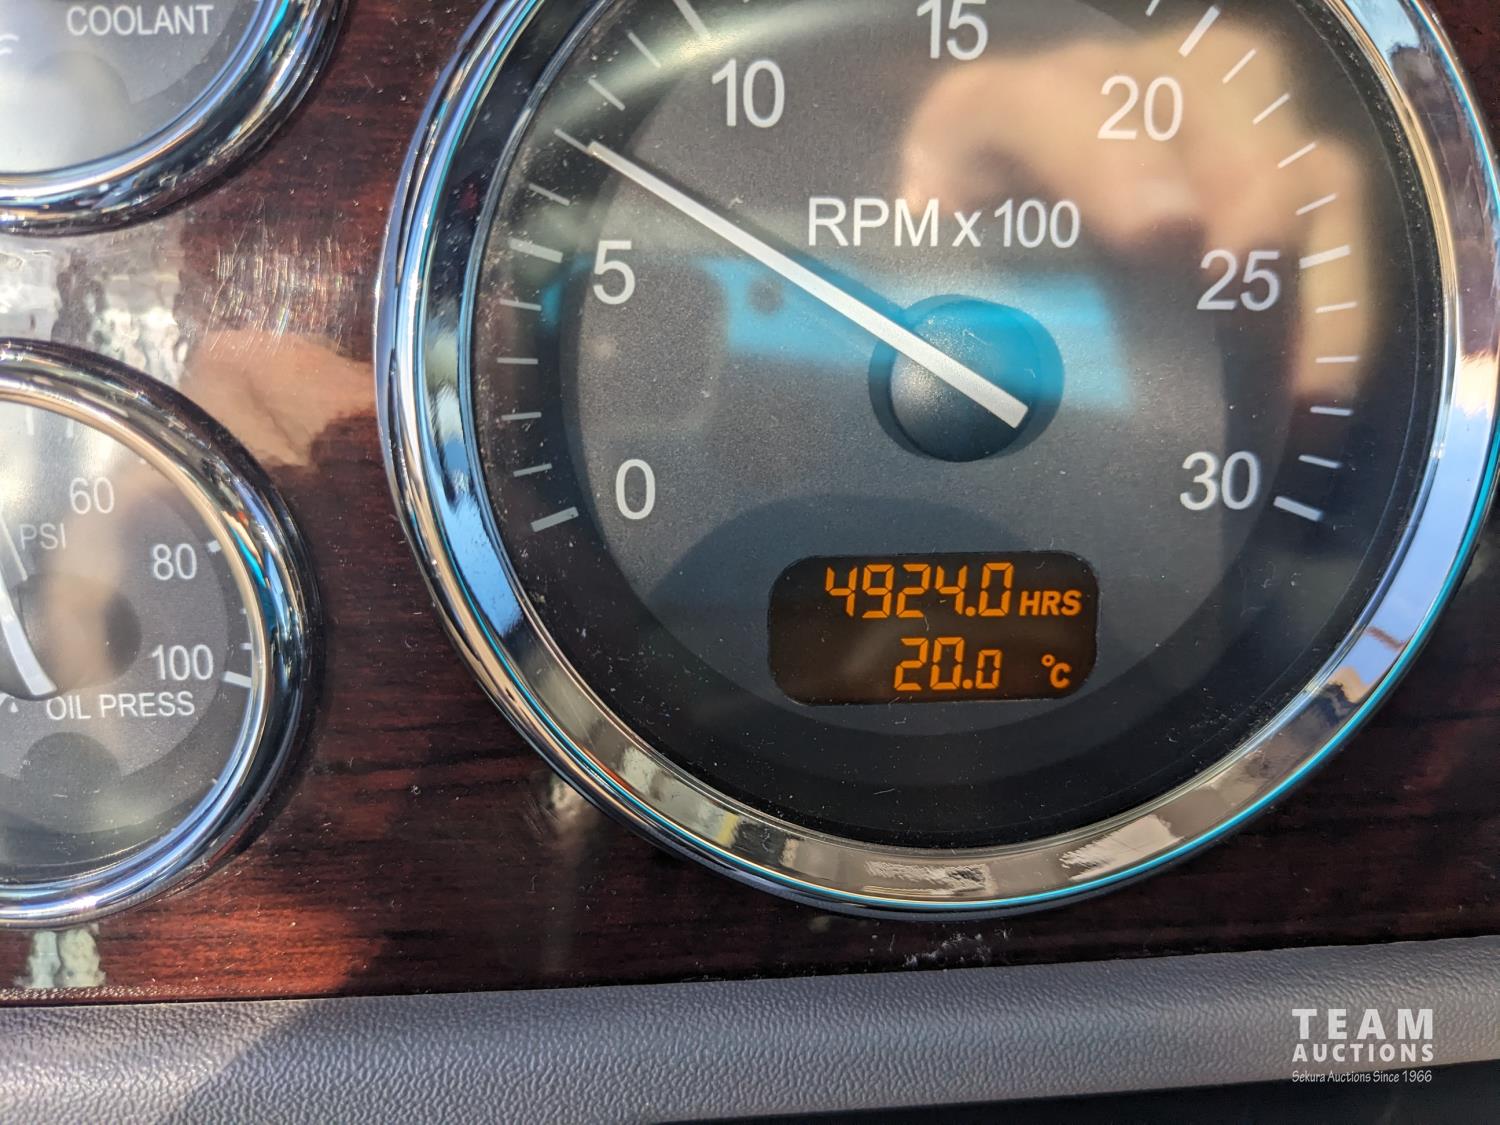 COOLANT
60
PSI
80
100
OIL PRESS
0
5
10
15
20
25
30
RPM x 100
4924.0 HRS
20.0 °C
TEAM
AUCTIONS
Sekura Auctions Since 1966